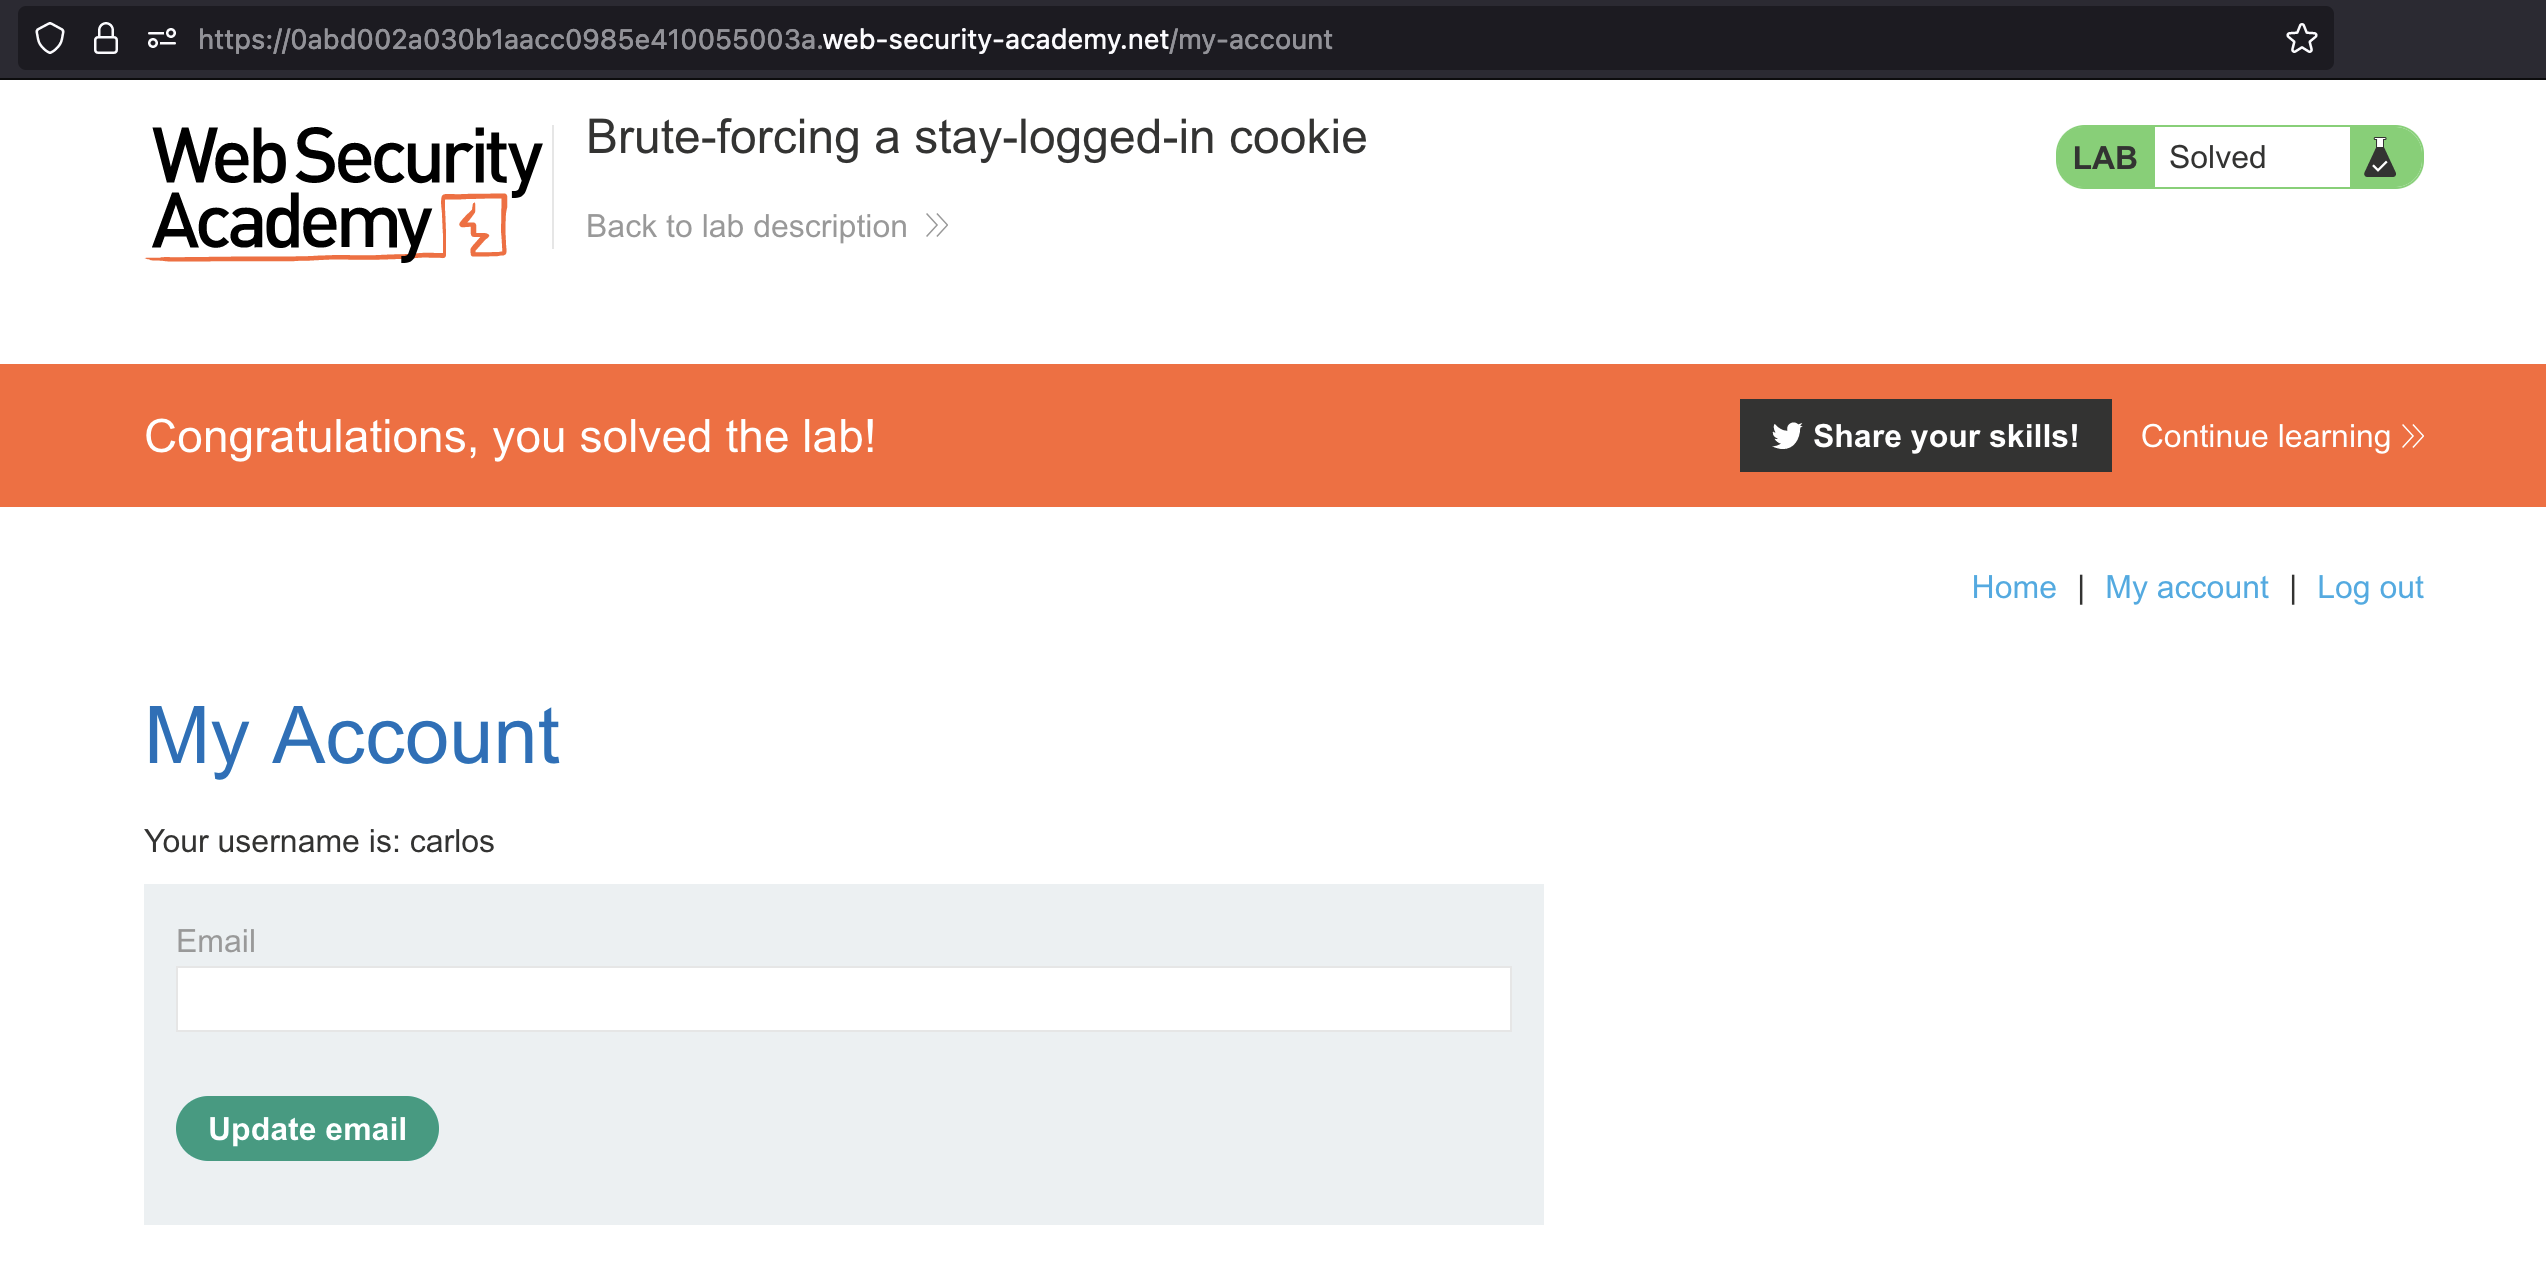 https://0abd002a030b1aacc0985e410055003a.web-security-academy.net/my-account
Web Security
Academy
Brute-forcing a stay-logged-in cookie
Back to lab description
LAB Solved
Congratulations, you solved the lab!
Share your skills!
Continue learning
Home | My account | Log out
My Account
Your username is: carlos
Email
Update email